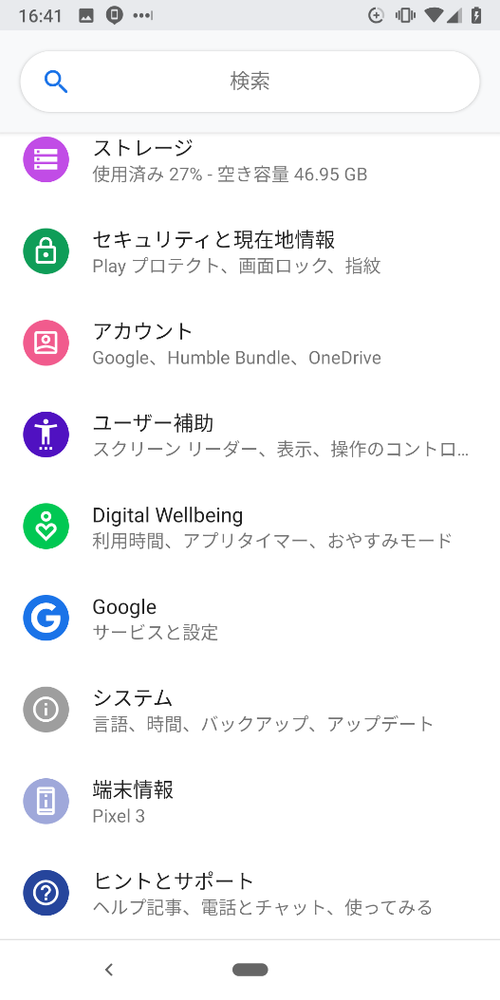 16:41
検索
ストレージ
使用済み 27% - 空き容量 46.95 GB
セキュリティと現在地情報
Play プロテクト、画面ロック、指紋
アカウント
Google、Humble Bundle、OneDrive
ユーザー補助
スクリーン リーダー、表示、操作のコントロ...
Digital Wellbeing
利用時間、アプリタイマー、おやすみモード
Google
サービスと設定
システム
言語、時間、バックアップ、アップデート
端末情報
Pixel 3
ヒントとサポート
ヘルプ記事、電話とチャット、使ってみる